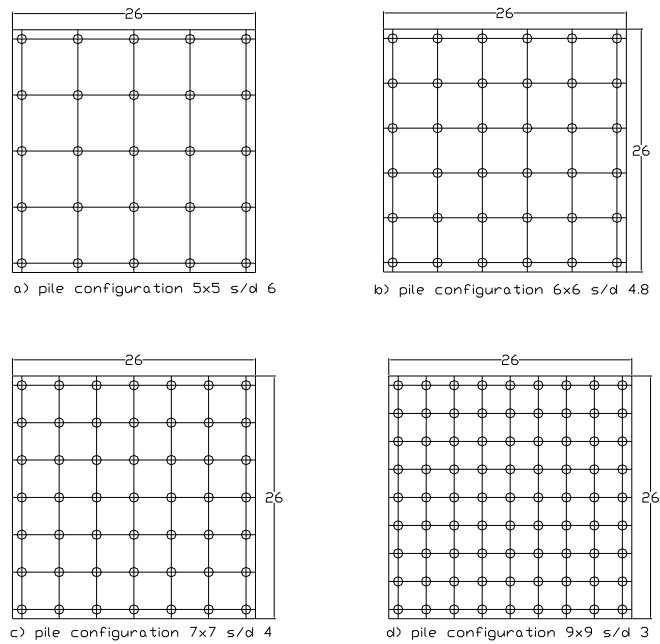 26
26
26
a) pile configuration 5x5 s/d 6
b) pile configuration 6x6 s/d 4.8
26
26
26
26
c) pile configuration 7x7 s/d 4
d) pile configuration 9x9 s/d 3